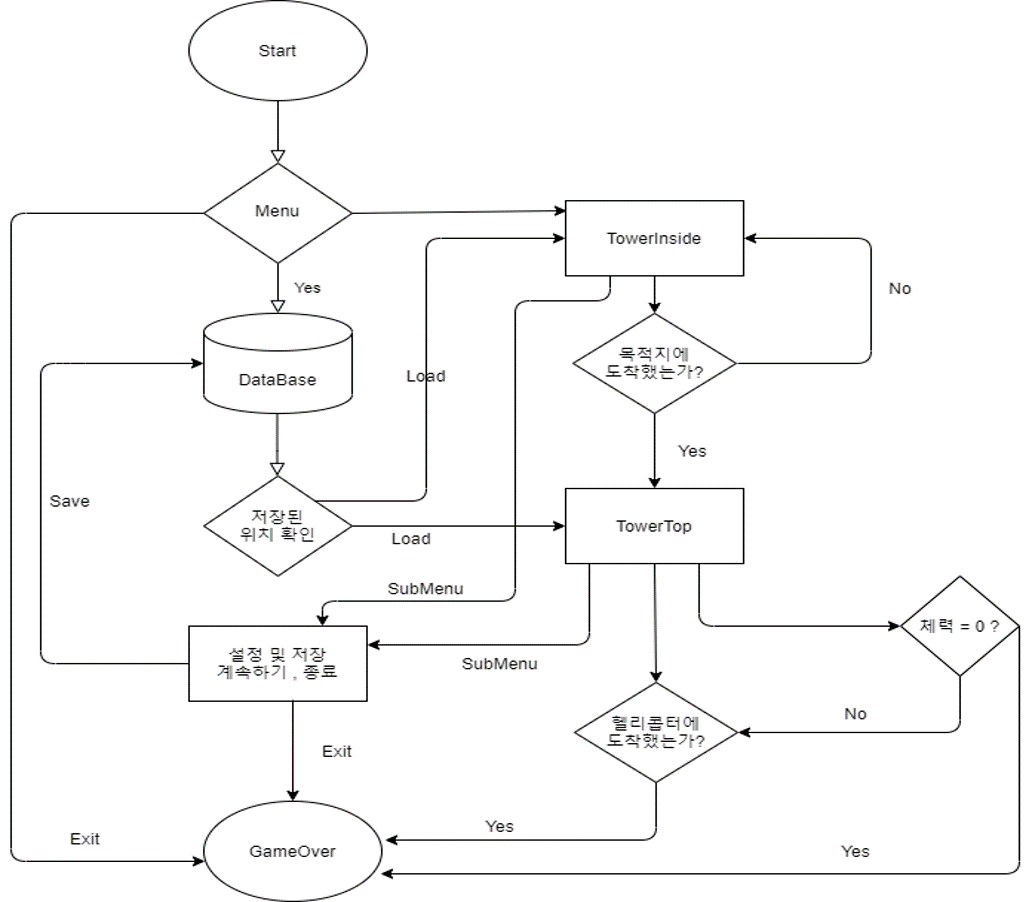 Start
Menu
TowerInside
Yes
No
DataBase
Load
목적지에
도착했는가?
Yes
Save
저장된
위치 확인
Load
TowerTop
SubMenu
체력 = 0 ?
설정 및 저장
계속하기 , 종료
SubMenu
No
헬리콥터에
도착했는가?
Exit
Yes
Exit
GameOver
Yes